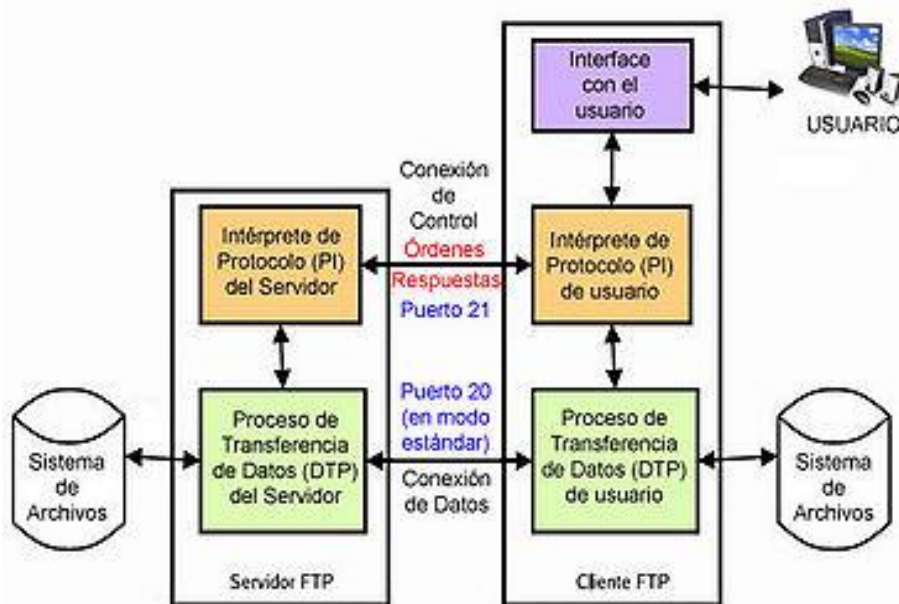 Interface
con el
usuario
USUARIO
Conexión
de
Control
Órdenes
Respuestas
Puerto 21
Intérprete de
Protocolo (PI)
del Servidor
Intérprete de
Protocolo (PI)
de usuario
Puerto 20
(en modo
estándar)
Conexión
de Datos
Sistema
de
Archivos
Proceso de
Transferencia
de Datos (DTP)
del Servidor
Proceso de
Transferencia
de Datos (DTP)
de usuario
Sistema
de
Archivos
Servidor FTP
Cliente FTP